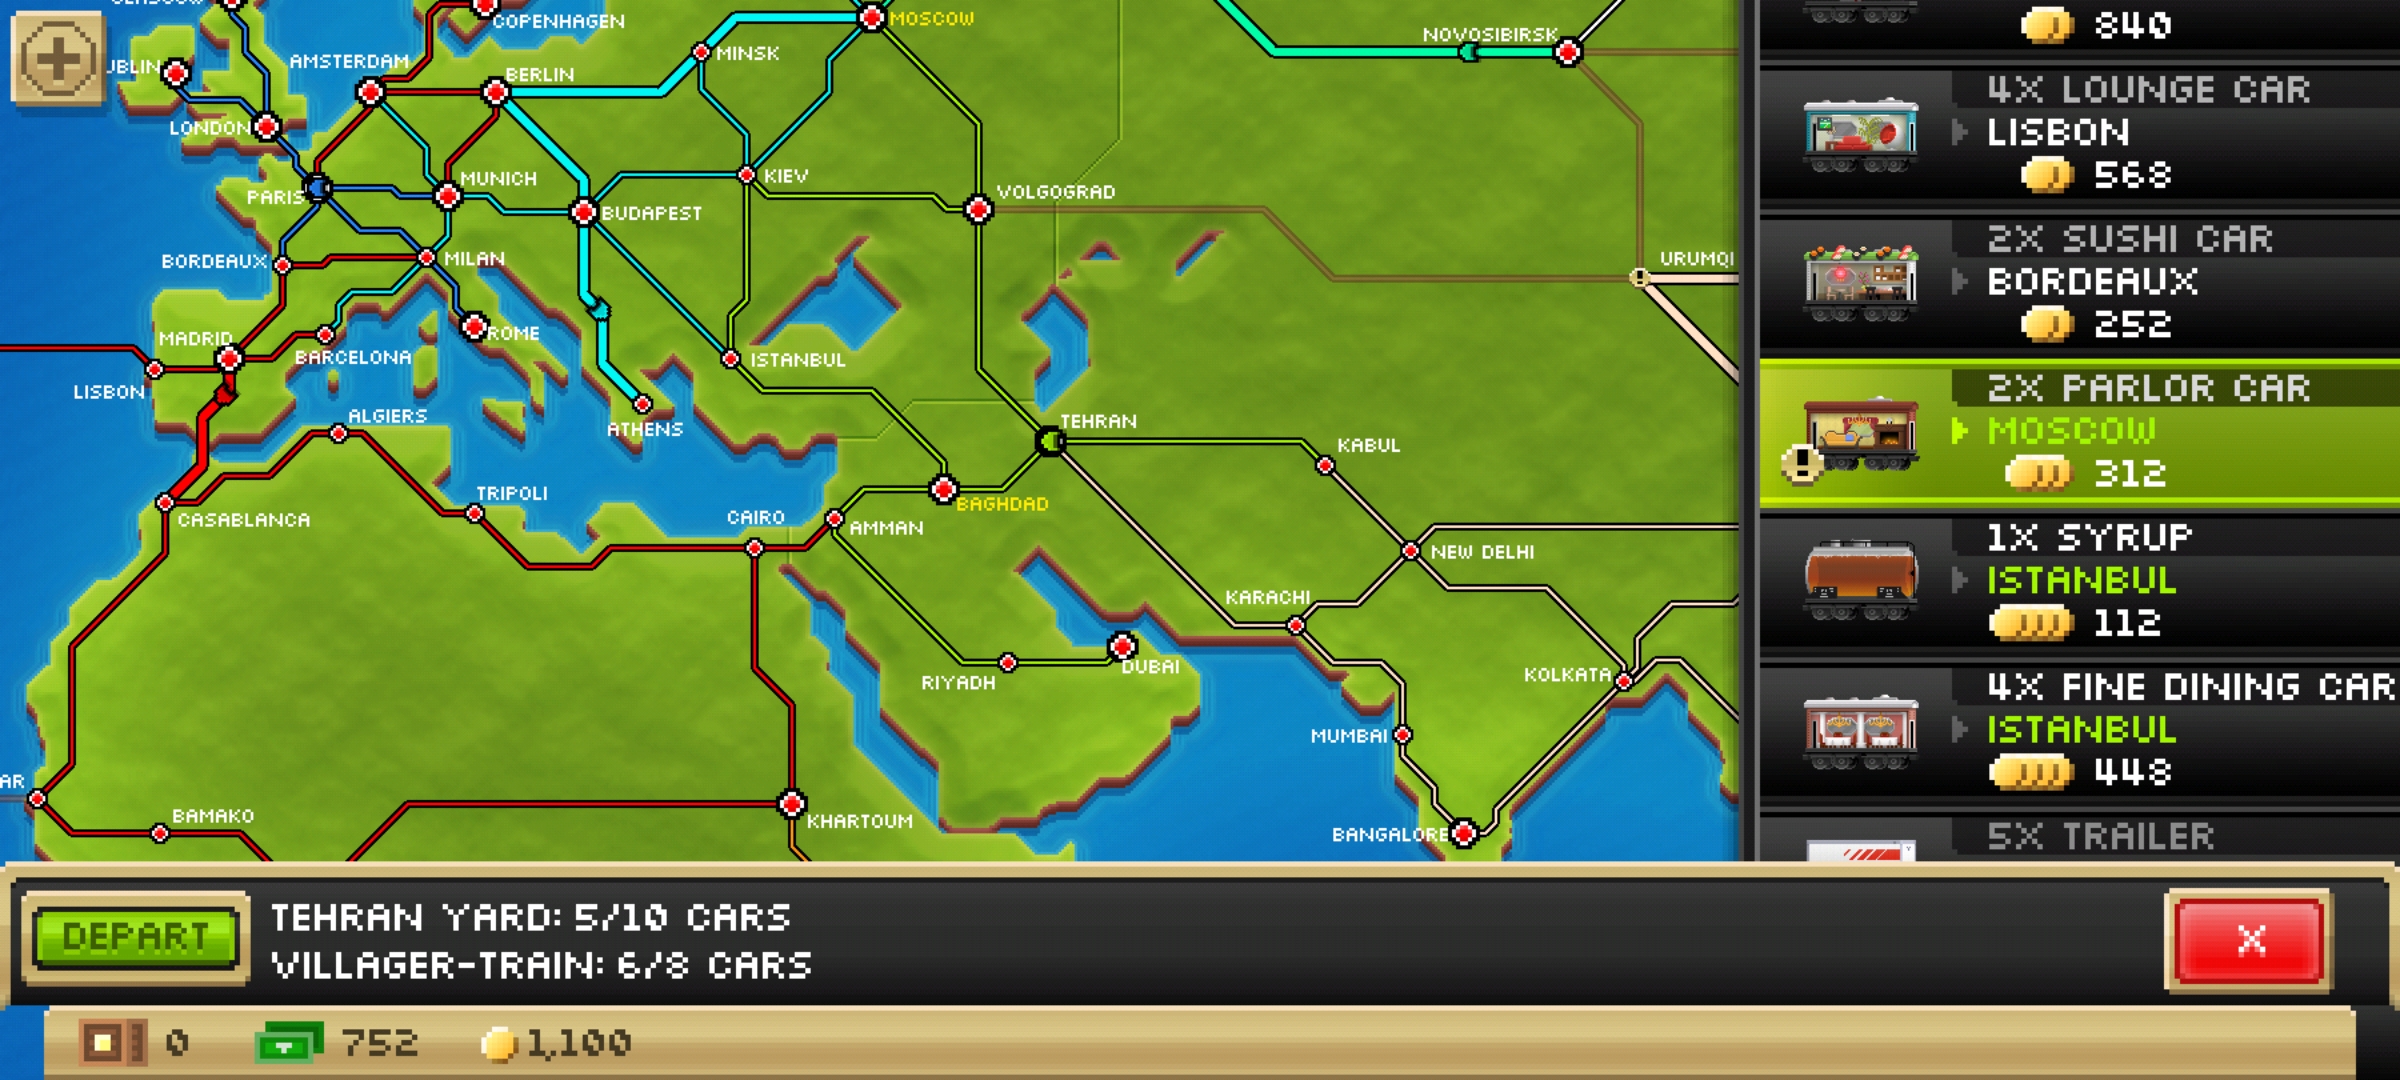 COPENHAGEN
MOSCOW
NOVOSIBIRSK
AMSTERDAM
MINSK
BERLIN
LONDON
MUNICH
KIEV
PARIS
VOLGOGRAD
BUDAPEST
BORDEAUX
MILAN
URUMQI
MADRID
ROME
BARCELONA
ISTANBUL
LISBON
ALGIERS
ATHENS
TEHRAN
KABUL
TRIPOLI
BAGHDAD
CASABLANCA
CAIRO
AMMAN
NEW DELHI
KARACHI
DUBAI
RIYADH
KOLKATA
MUMBAI
AR
BAMAKO
KHARTOUM
BANGALORE
840
4X LOUNGE CAR
LISBON
568
2X SUSHI CAR
BORDEAUX
252
2X PARLOR CAR
MOSCOW
312
1X SYRUP
ISTANBUL
112
4X FINE DINING CAR
ISTANBUL
448
5X TRAILER
DEPART
TEHRAN YARD: 5/10 CARS
VILLAGER-TRAIN: 6/8 CARS
X
0
752
1,100